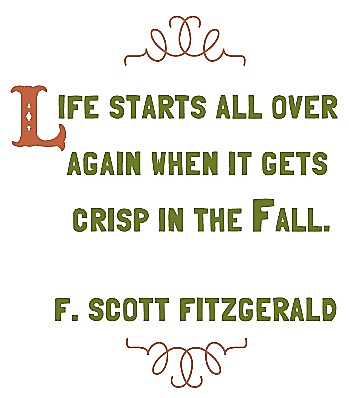 LIFE STARTS ALL OVER
AGAIN WHEN IT GETS
CRISP IN THE FALL.
F. SCOTT FITZGERALD